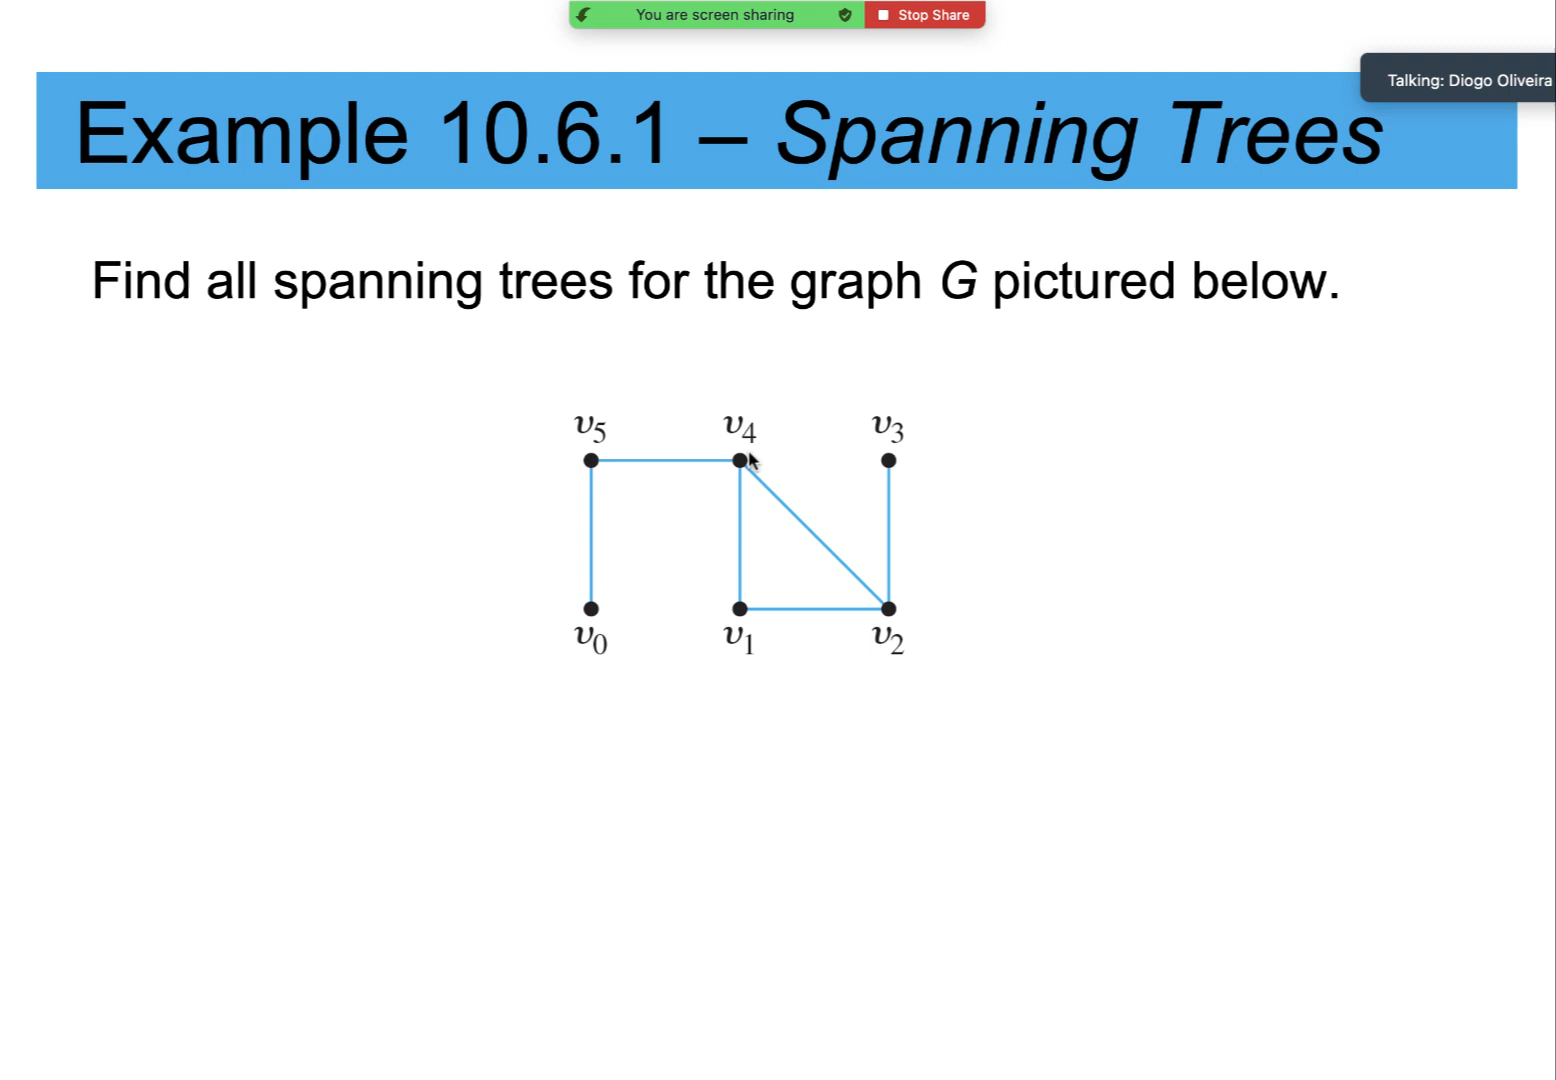 You are screen sharing
Stop Share
Talking: Diogo Oliveira
Example 10.6.1 – Spanning Trees
Find all spanning trees for the graph G pictured below.
v5 v4 v3
v0 v1 v2